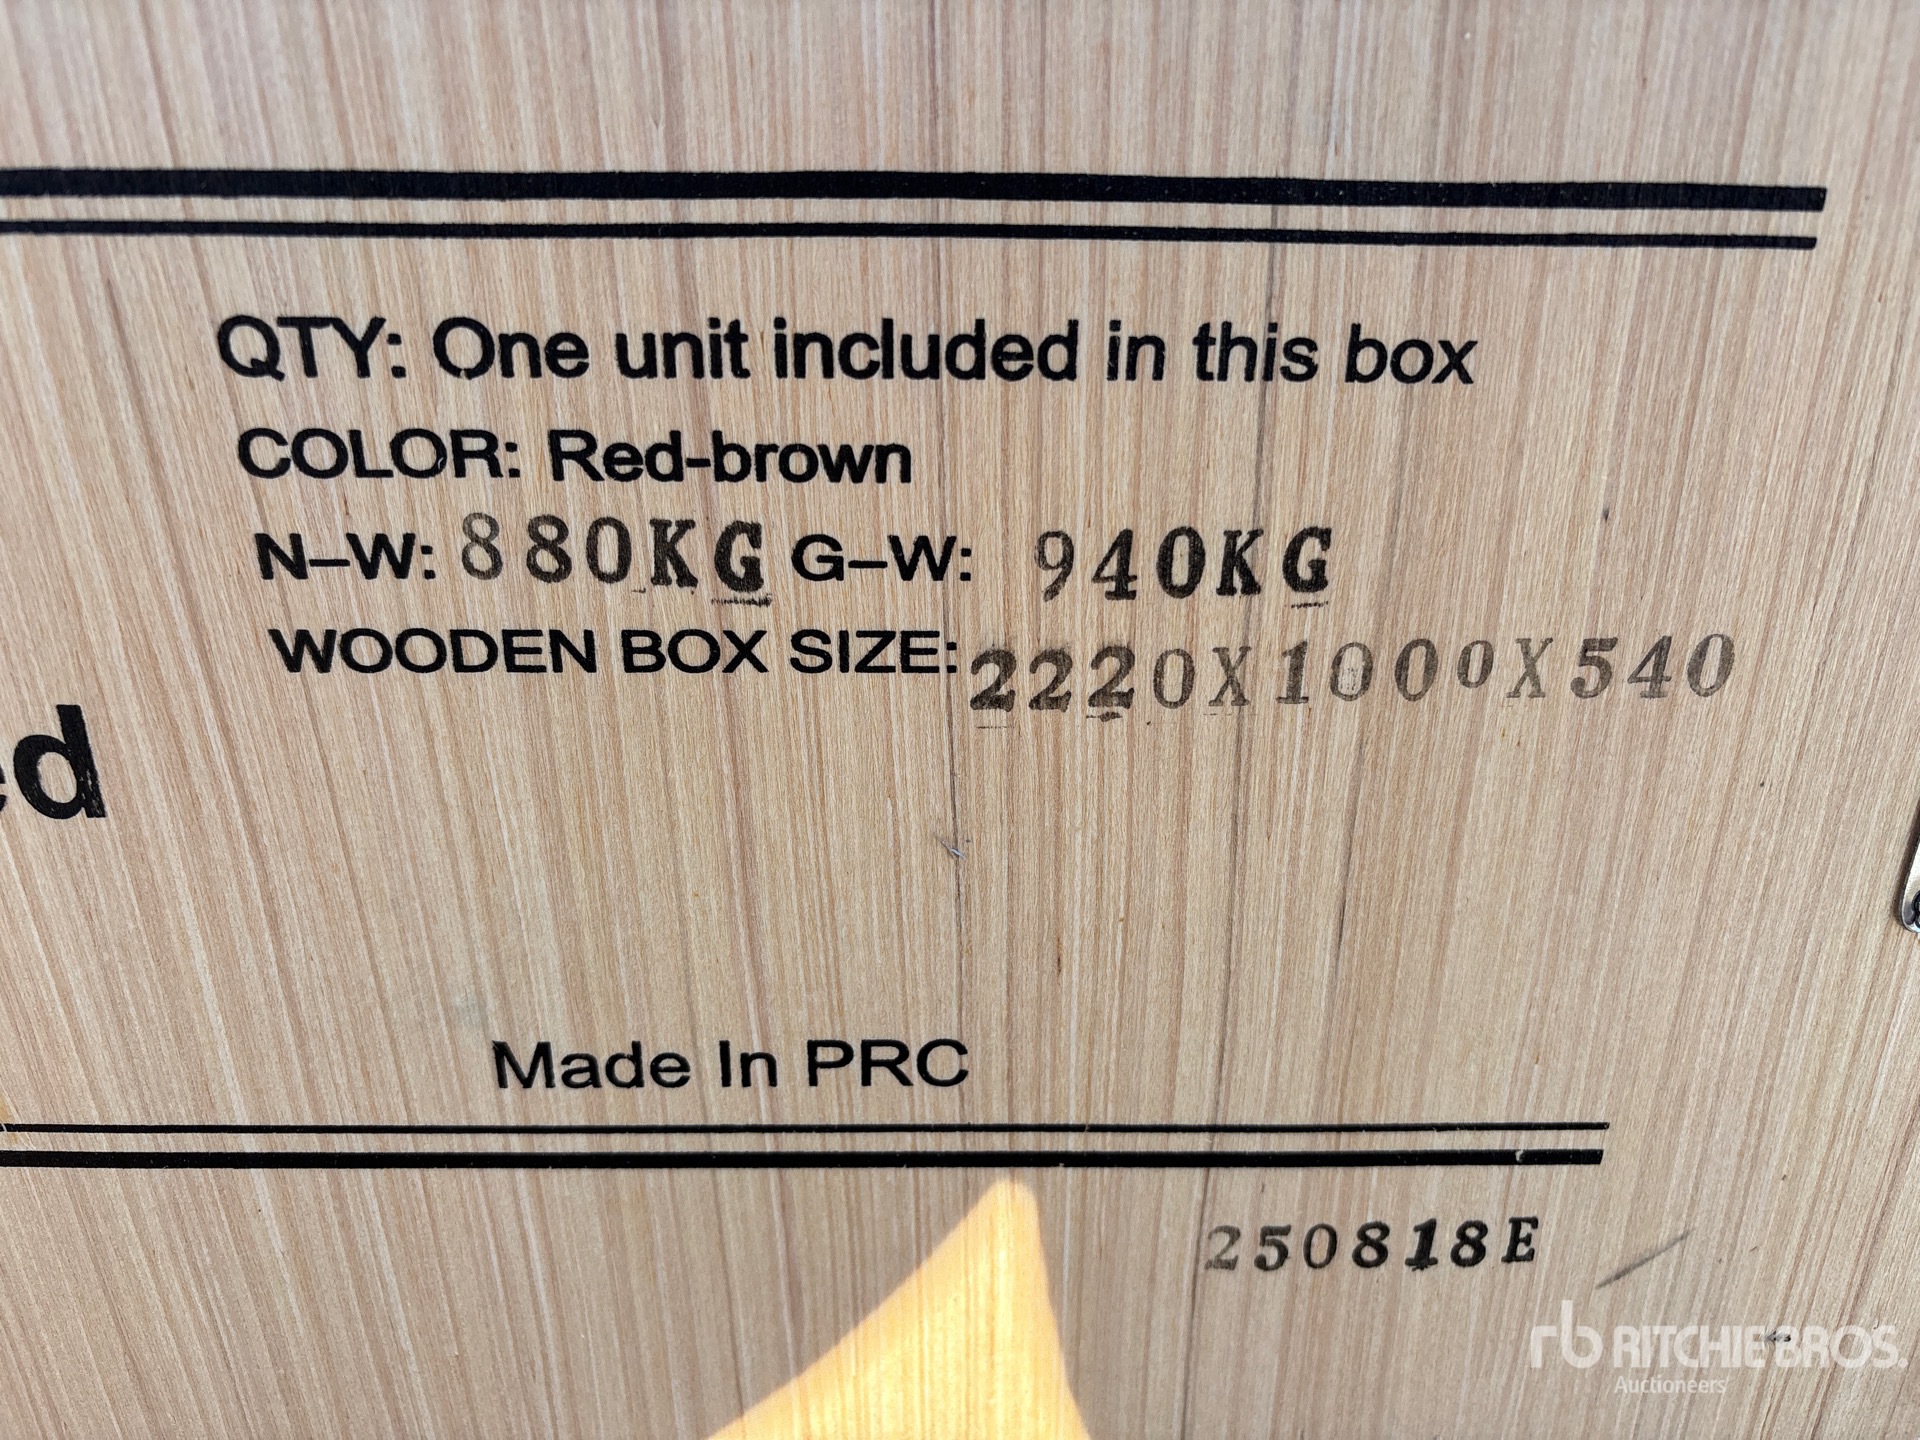 QTY: One unit included in this box
COLOR: Red-brown
N-W: 880KG G-W: 940KG
WOODEN BOX SIZE: 2220X1000X540
Made In PRC
250818E
rb RITCHIE BROS.
Auctioneers